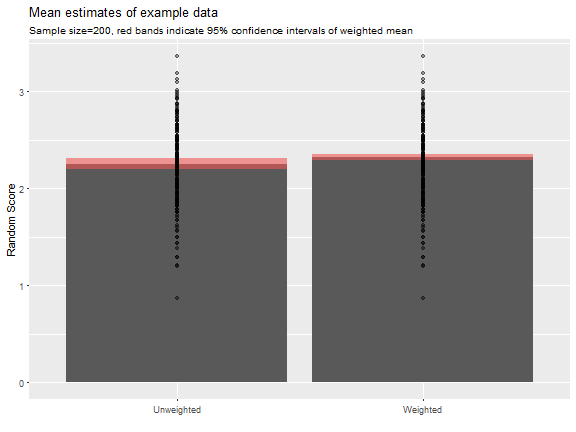 Mean estimates of example data
Sample size=200, red bands indicate 95% confidence intervals of weighted mean
Random Score
3
2
1
0
Unweighted
Weighted